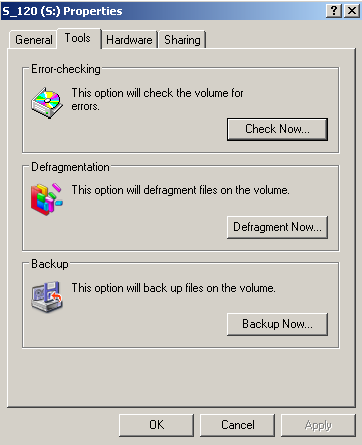 S_120 (S:) Properties
General Tools Hardware Sharing
Error-checking
This option will check the volume for
errors.
Check Now...
Defragmentation
This option will defragment files on the volume.
Defragment Now...
Backup
This option will back up files on the volume.
Backup Now...
OK Cancel Apply